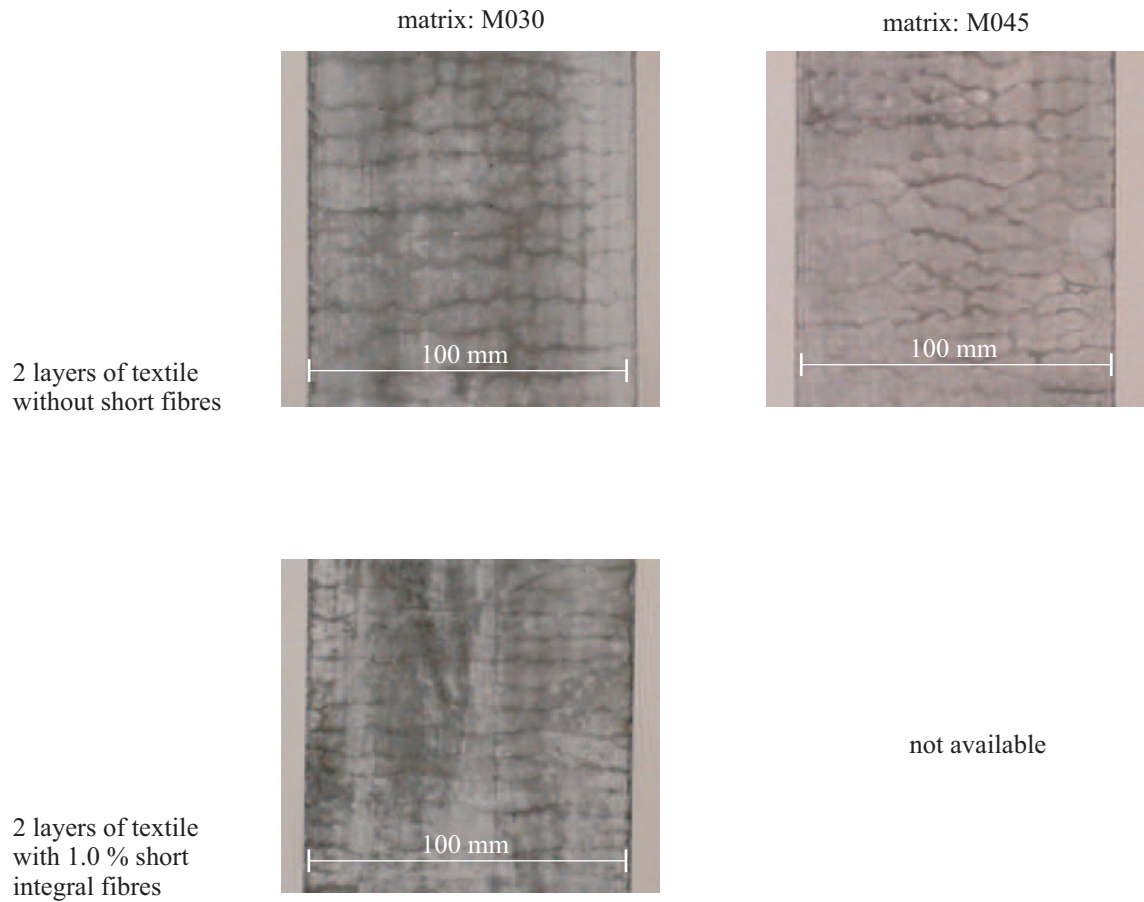 matrix: M030
matrix: M045
2 layers of textile
without short fibres
100 mm
100 mm
2 layers of textile
with 1.0 % short
integral fibres
100 mm
not available